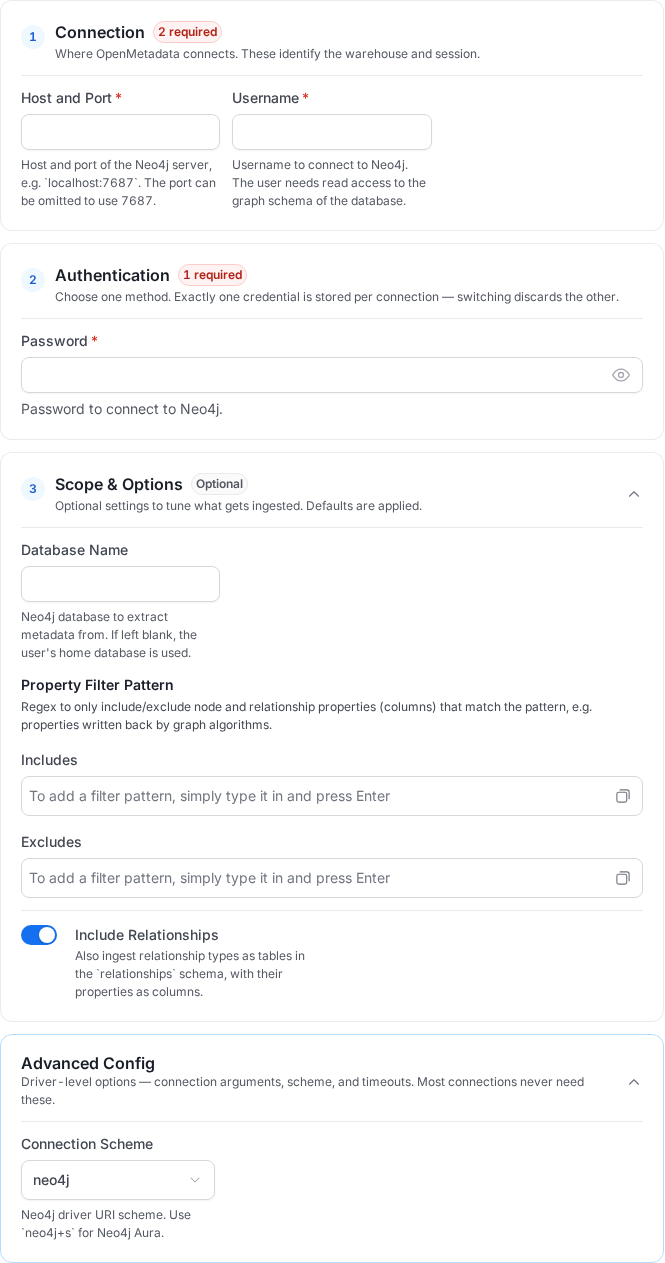 1
Connection
2 required
Where OpenMetadata connects. These identify the warehouse and session.
Host and Port *
Username *
Host and port of the Neo4j server,
e.g. `localhost:7687`. The port can
be omitted to use 7687.
Username to connect to Neo4j.
The user needs read access to the
graph schema of the database.
2
Authentication
1 required
Choose one method. Exactly one credential is stored per connection — switching discards the other.
Password *
Password to connect to Neo4j.
3
Scope & Options
Optional
Optional settings to tune what gets ingested. Defaults are applied.
Database Name
Neo4j database to extract
metadata from. If left blank, the
user's home database is used.
Property Filter Pattern
Regex to only include/exclude node and relationship properties (columns) that match the pattern, e.g.
properties written back by graph algorithms.
Includes
To add a filter pattern, simply type it in and press Enter
Excludes
To add a filter pattern, simply type it in and press Enter
Include Relationships
Also ingest relationship types as tables in
the `relationships` schema, with their
properties as columns.
Advanced Config
Driver-level options — connection arguments, scheme, and timeouts. Most connections never need
these.
Connection Scheme
neo4j
Neo4j driver URI scheme. Use
`neo4j+s` for Neo4j Aura.